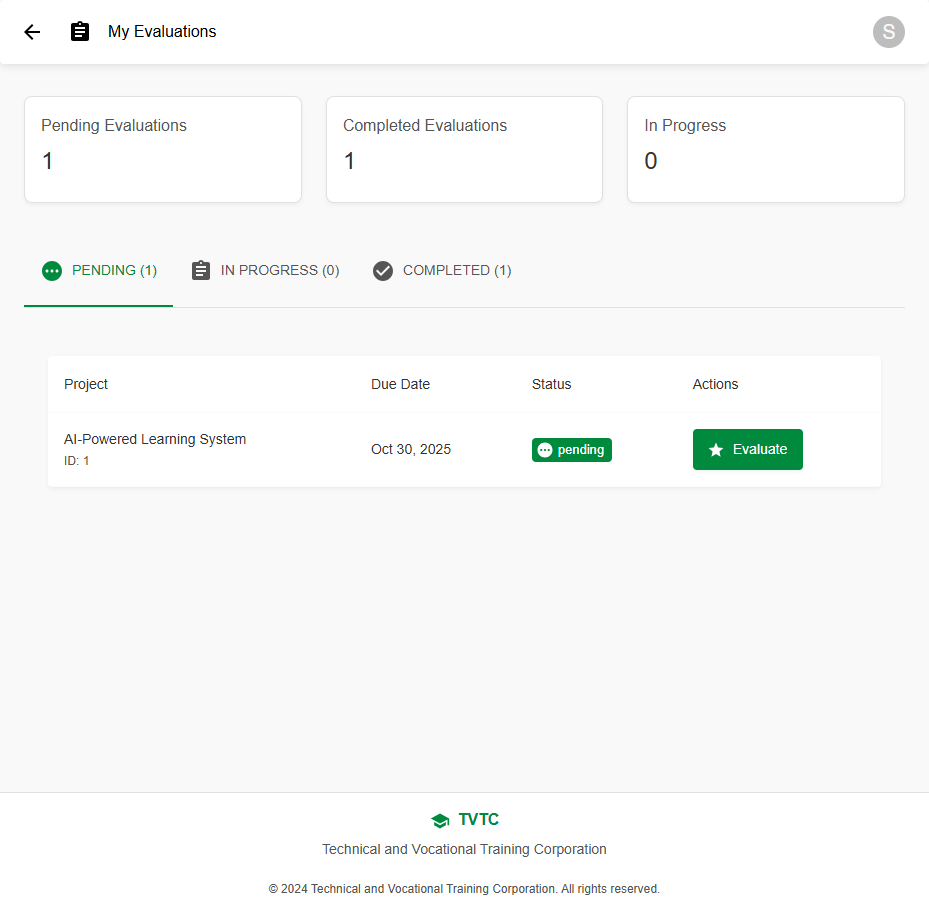 My Evaluations
S
Pending Evaluations
1
Completed Evaluations
1
In Progress
0
PENDING (1)
IN PROGRESS (0)
COMPLETED (1)
Project Due Date Status Actions
AI-Powered Learning System
ID: 1
Oct 30, 2025
pending
Evaluate
TVTC
Technical and Vocational Training Corporation
© 2024 Technical and Vocational Training Corporation. All rights reserved.